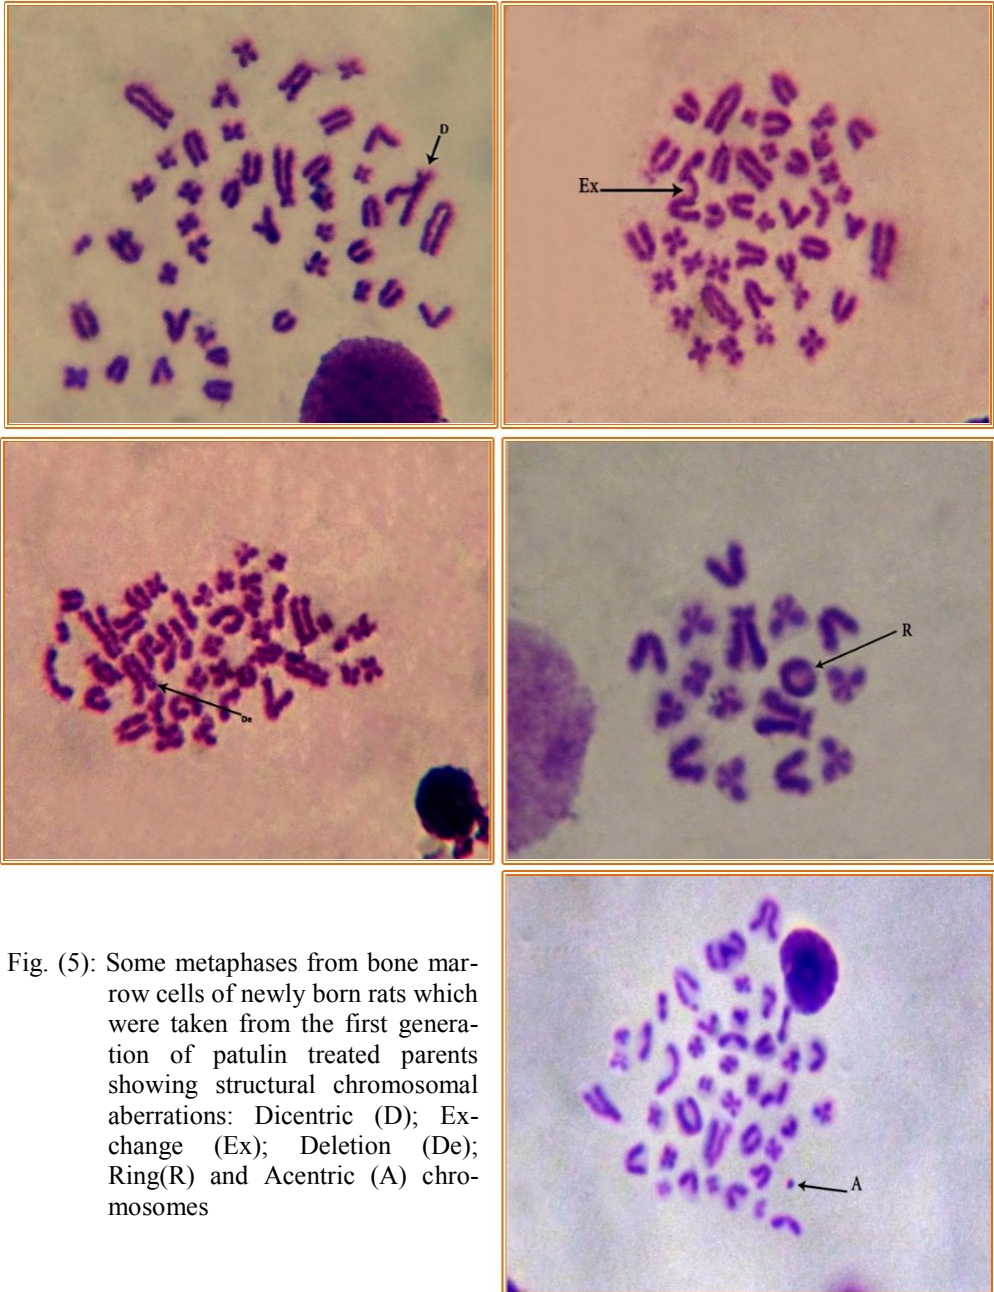 D
Ex
De
R
Fig. (5): Some metaphases from bone mar-
row cells of newly born rats which
were taken from the first genera-
tion of patulin treated parents
showing structural chromosomal
aberrations: Dicentric (D); Ex-
change (Ex); Deletion (De);
Ring(R) and Acentric (A) chro-
mosomes
A